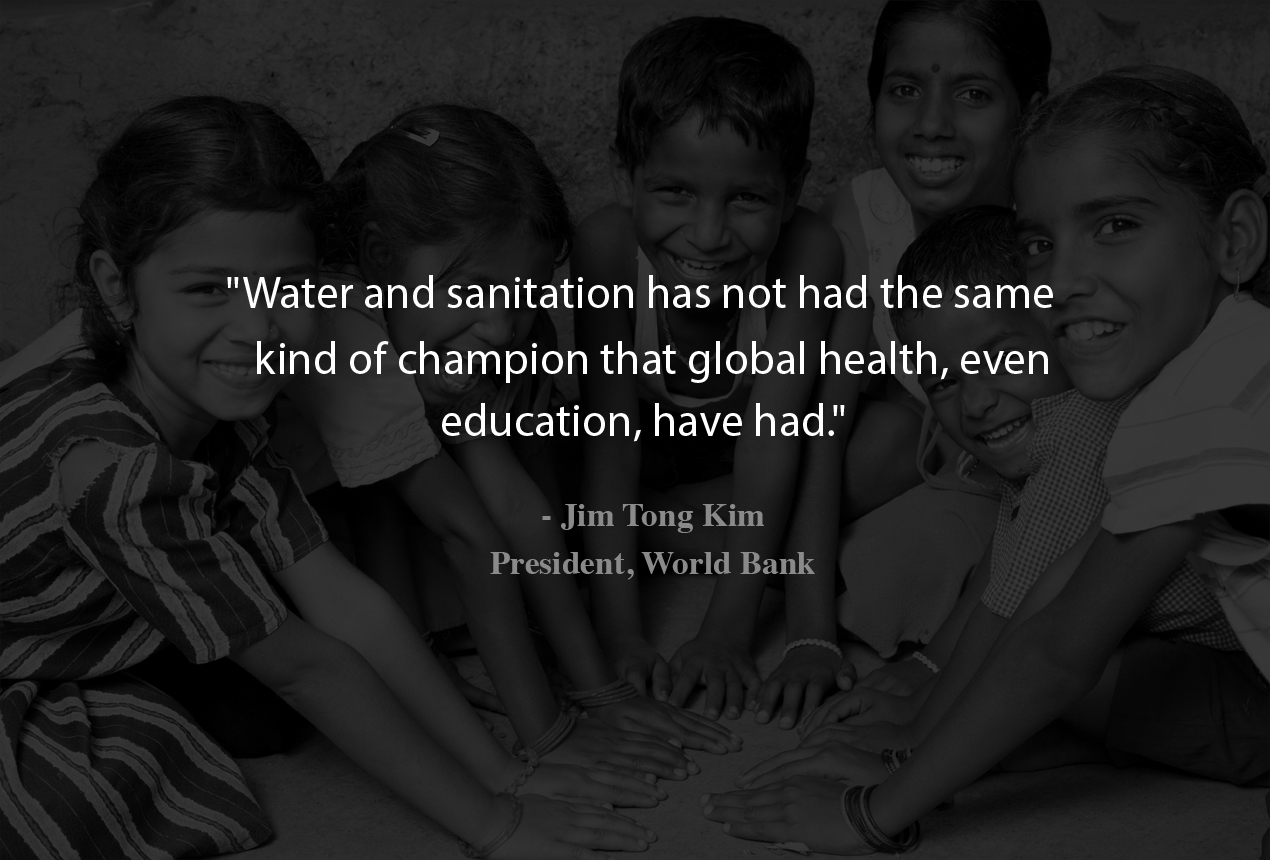 "Water and sanitation has not had the same
kind of champion that global health, even
education, have had."
- Jim Tong Kim
President, World Bank